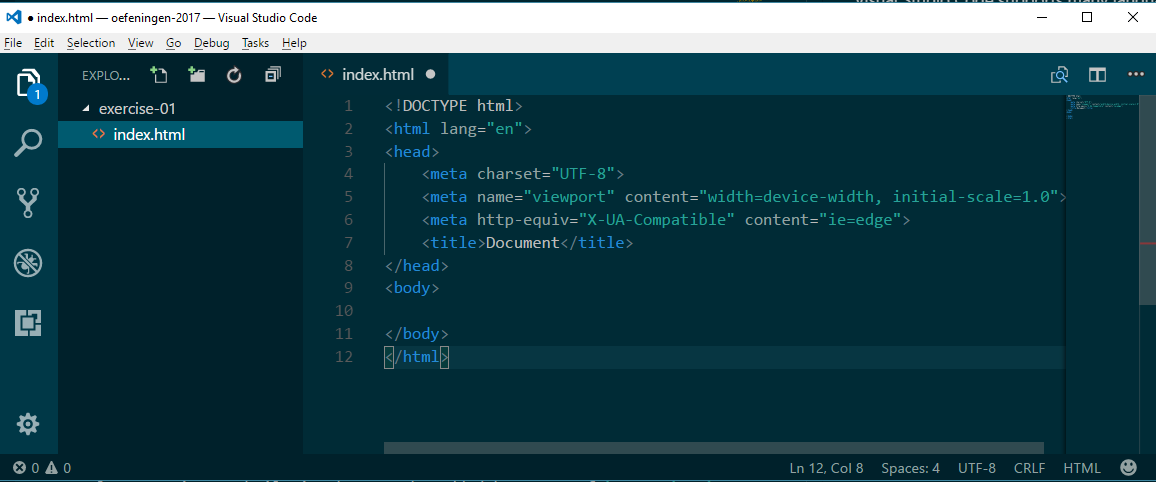 ● index.html — oefeningen-2017 — Visual Studio Code
File Edit Selection View Go Debug Tasks Help
EXPLO...
index.html ●
1
exercise-01
index.html
1 <!DOCTYPE html>
2 <html lang="en">
3 <head>
4     <meta charset="UTF-8">
5     <meta name="viewport" content="width=device-width, initial-scale=1.0">
6     <meta http-equiv="X-UA-Compatible" content="ie=edge">
7     <title>Document</title>
8 </head>
9 <body>
10
11 </body>
12 </html>
0 0 Ln 12, Col 8 Spaces: 4 UTF-8 CRLF HTML